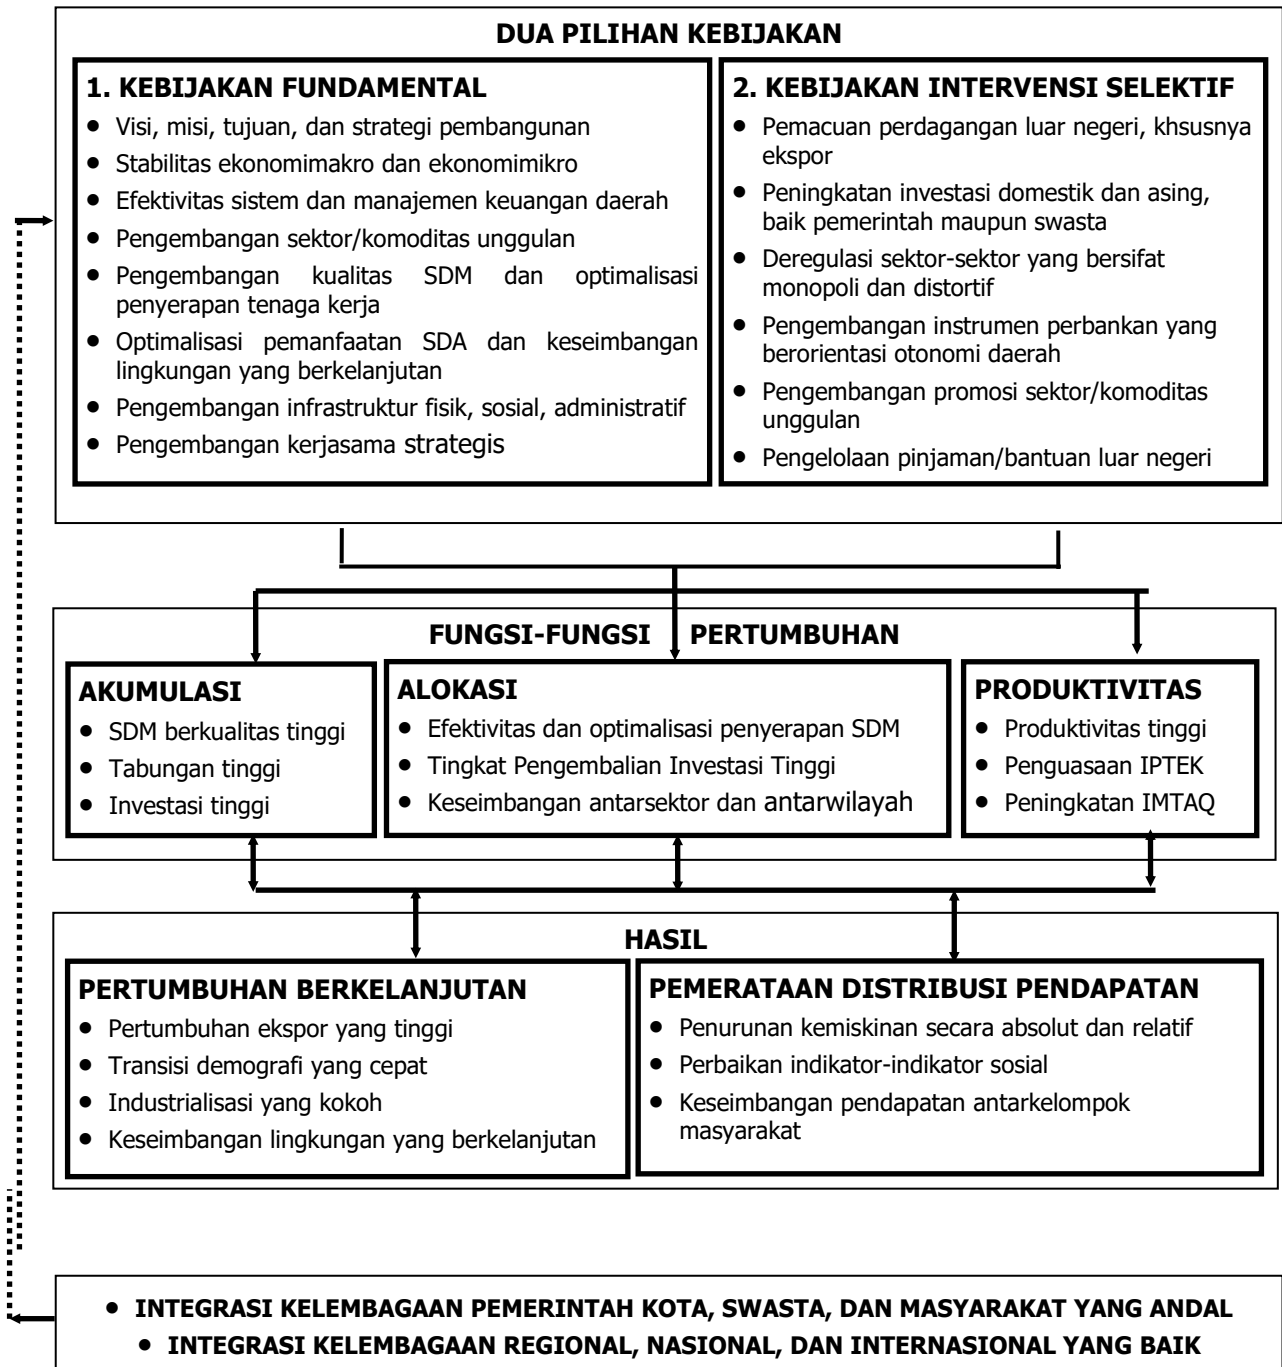 DUA PILIHAN KEBIJAKAN
1. KEBIJAKAN FUNDAMENTAL
● Visi, misi, tujuan, dan strategi pembangunan
● Stabilitas ekonomimakro dan ekonomimikro
● Efektivitas sistem dan manajemen keuangan daerah
● Pengembangan sektor/komoditas unggulan
● Pengembangan kualitas SDM dan optimalisasi
penyerapan tenaga kerja
● Optimalisasi pemanfaatan SDA dan keseimbangan
lingkungan yang berkelanjutan
● Pengembangan infrastruktur fisik, sosial, administratif
● Pengembangan kerjasama strategis
2. KEBIJAKAN INTERVENSI SELEKTIF
● Pemacuan perdagangan luar negeri, khsusnya
ekspor
● Peningkatan investasi domestik dan asing,
baik pemerintah maupun swasta
● Deregulasi sektor-sektor yang bersifat
monopoli dan distortif
● Pengembangan instrumen perbankan yang
berorientasi otonomi daerah
● Pengembangan promosi sektor/komoditas
unggulan
● Pengelolaan pinjaman/bantuan luar negeri
FUNGSI-FUNGSI PERTUMBUHAN
AKUMULASI
● SDM berkualitas tinggi
● Tabungan tinggi
● Investasi tinggi
ALOKASI
● Efektivitas dan optimalisasi penyerapan SDM
● Tingkat Pengembalian Investasi Tinggi
● Keseimbangan antarsektor dan antarwilayah
PRODUKTIVITAS
● Produktivitas tinggi
● Penguasaan IPTEK
● Peningkatan IMTAQ
HASIL
PERTUMBUHAN BERKELANJUTAN
● Pertumbuhan ekspor yang tinggi
● Transisi demografi yang cepat
● Industrialisasi yang kokoh
● Keseimbangan lingkungan yang berkelanjutan
PEMERATAAN DISTRIBUSI PENDAPATAN
● Penurunan kemiskinan secara absolut dan relatif
● Perbaikan indikator-indikator sosial
● Keseimbangan pendapatan antarkelompok
masyarakat
● INTEGRASI KELEMBAGAAN PEMERINTAH KOTA, SWASTA, DAN MASYARAKAT YANG ANDAL
● INTEGRASI KELEMBAGAAN REGIONAL, NASIONAL, DAN INTERNASIONAL YANG BAIK